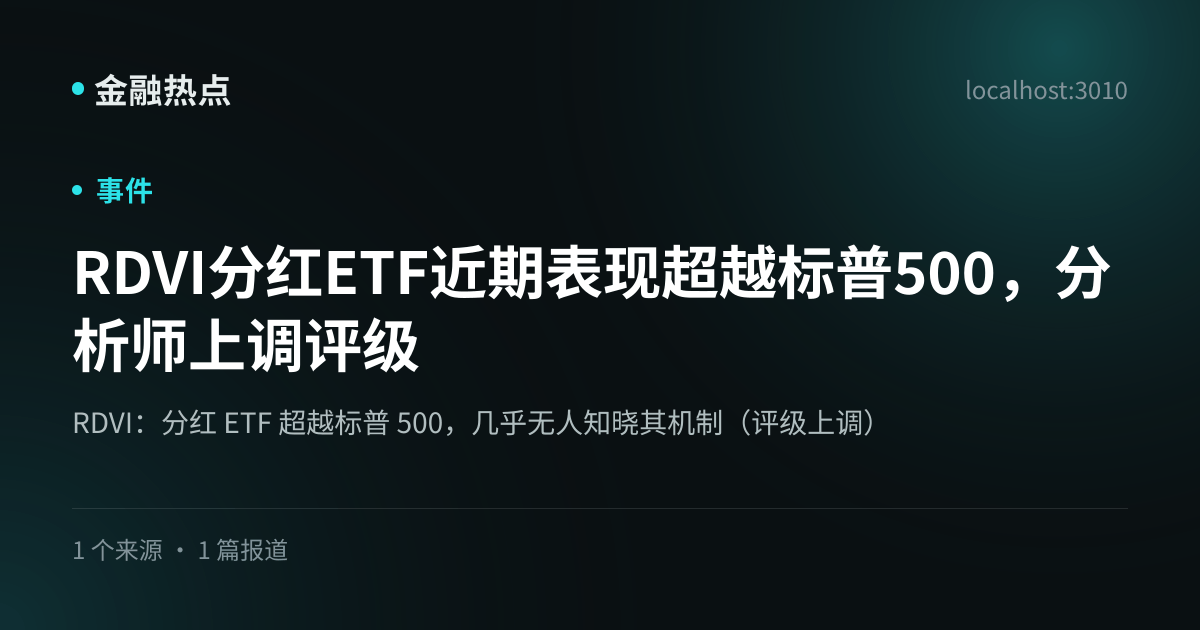 金融热点
localhost:3010
事件
RDVI分红ETF近期表现超越标普500，分
析师上调评级
RDVI：分红 ETF 超越标普 500，几乎无人知晓其机制（评级上调）
1 个来源 · 1 篇报道